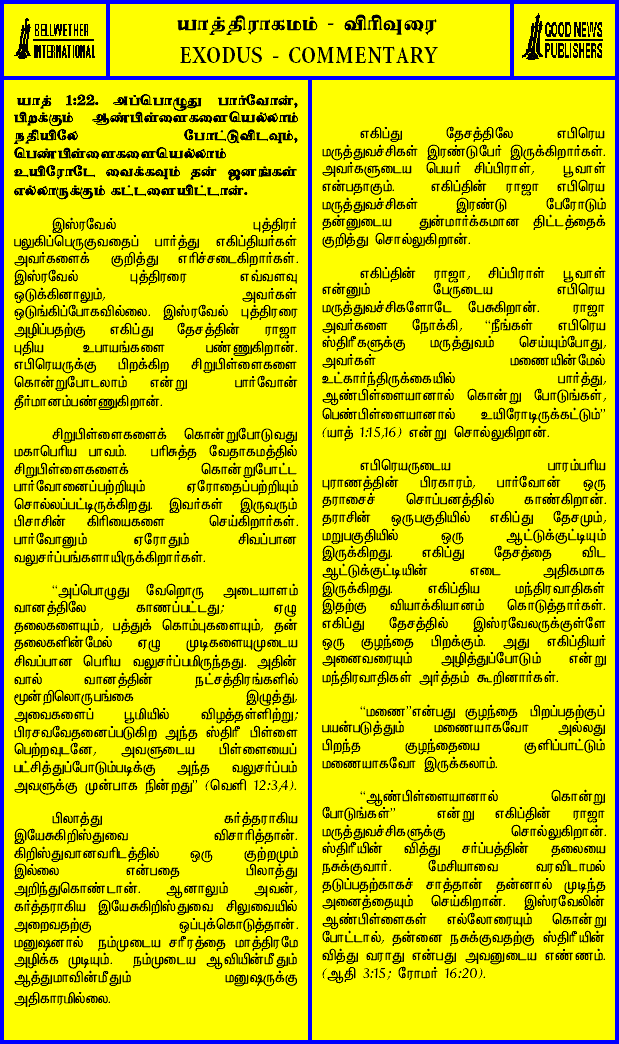 BELLWETHER
INTERNATIONAL
யாத்திராகமம் - விரிவுரை
EXODUS - COMMENTARY
GOOD NEWS
PUBLISHERS
யாத் 1:22. அப்பொழுது பார்வோன்,
பிறக்கும் ஆண்பிள்ளைகளையெல்லாம்
நதியிலே போட்டுவிடவும்,
பெண்பிள்ளைகளையெல்லாம்
உயிரோடே வைக்கவும் தன் ஜனங்கள்
எல்லாருக்கும் கட்டளையிட்டான்.
இஸ்ரவேல் புத்திரர்
பலுகிப்பெருகுவதைப் பார்த்து எகிப்தியர்கள்
அவர்களைக் குறித்து எரிச்சடைகிறார்கள்.
இஸ்ரவேல் புத்திரரை எவ்வளவு
ஒடுக்கினாலும், அவர்கள்
ஒடுங்கிப்போகவில்லை. இஸ்ரவேல் புத்திரரை
அழிப்பதற்கு எகிப்து தேசத்தின் ராஜா
புதிய உபாயங்களை பண்ணுகிறான்.
எபிரெயருக்கு பிறக்கிற சிறுபிள்ளைகளை
கொன்றுபோடலாம் என்று பார்வோன்
தீர்மானம்பண்ணுகிறான்.
சிறுபிள்ளைகளைக் கொன்றுபோடுவது
மகாபெரிய பாவம். பரிசுத்த வேதாகமத்தில்
சிறுபிள்ளைகளைக் கொன்றுபோட்ட
பார்வோனைப்பற்றியும் ஏரோதைப்பற்றியும்
சொல்லப்பட்டிருக்கிறது. இவர்கள் இருவரும்
பிசாசின் கிரியைகளை செய்கிறார்கள்.
பார்வோனும் ஏரோதும் சிவப்பான
வலுசர்ப்பங்களாயிருக்கிறார்கள்.
“அப்பொழுது வேறொரு அடையாளம்
வானத்திலே காணப்பட்டது; ஏழு
தலைகளையும், பத்துக் கொம்புகளையும், தன்
தலைகளின்மேல் ஏழு முடிகளையுமுடைய
சிவப்பான பெரிய வலுசர்ப்பமிருந்தது. அதின்
வால் வானத்தின் நட்சத்திரங்களில்
மூன்றிலொருபங்கை இழுத்து,
அவைகளைப் பூமியில் விழத்தள்ளிற்று;
பிரசவவேதனைப்படுகிற அந்த ஸ்திரீ பிள்ளை
பெற்றவுடனே, அவளுடைய பிள்ளையைப்
பட்சித்துப்போடும்படிக்கு அந்த வலுசர்ப்பம்
அவளுக்கு முன்பாக நின்றது” (வெளி 12:3,4).
பிலாத்து கர்த்தராகிய
இயேசுகிறிஸ்துவை விசாரித்தான்.
கிறிஸ்துவானவரிடத்தில் ஒரு குற்றமும்
இல்லை என்பதை பிலாத்து
அறிந்துகொண்டான். ஆனாலும் அவன்,
கர்த்தராகிய இயேசுகிறிஸ்துவை சிலுவையில்
அறைவதற்கு ஒப்புக்கொடுத்தான்.
மனுஷனால் நம்முடைய சரீரத்தை மாத்திரமே
அழிக்க முடியும். நம்முடைய ஆவியின்மீதும்
ஆத்துமாவின்மீதும் மனுஷருக்கு
அதிகாரமில்லை.
எகிப்து தேசத்திலே எபிரெய
மருத்துவச்சிகள் இரண்டுபேர் இருக்கிறார்கள்.
அவர்களுடைய பெயர் சிப்பிராள், பூவாள்
என்பதாகும். எகிப்தின் ராஜா எபிரெய
மருத்துவச்சிகள் இரண்டு பேரோடும்
தன்னுடைய துன்மார்க்கமான திட்டத்தைக்
குறித்து சொல்லுகிறான்.
எகிப்தின் ராஜா, சிப்பிராள் பூவாள்
என்னும் பேருடைய எபிரெய
மருத்துவச்சிகளோடே பேசுகிறான். ராஜா
அவர்களை நோக்கி, “நீங்கள் எபிரெய
ஸ்திரீகளுக்கு மருத்துவம் செய்யும்போது,
அவர்கள் மணையின்மேல்
உட்கார்ந்திருக்கையில் பார்த்து,
ஆண்பிள்ளையானால் கொன்று போடுங்கள்,
பெண்பிள்ளையானால் உயிரோடிருக்கட்டும்”
(யாத் 1:15,16) என்று சொல்லுகிறான்.
எபிரெயருடைய பாரம்பரிய
புராணத்தின் பிரகாரம், பார்வோன் ஒரு
தராசைச் சொப்பனத்தில் காண்கிறான்.
தராசின் ஒருபகுதியில் எகிப்து தேசமும்,
மறுபகுதியில் ஒரு ஆட்டுக்குட்டியும்
இருக்கிறது. எகிப்து தேசத்தை விட
ஆட்டுக்குட்டியின் எடை அதிகமாக
இருக்கிறது. எகிப்திய மந்திரவாதிகள்
இதற்கு வியாக்கியானம் கொடுத்தார்கள்.
எகிப்து தேசத்தில் இஸ்ரவேலருக்குள்ளே
ஒரு குழந்தை பிறக்கும். அது எகிப்தியர்
அனைவரையும் அழித்துப்போடும் என்று
மந்திரவாதிகள் அர்த்தம் கூறினார்கள்.
“மணை”என்பது குழந்தை பிறப்பதற்குப்
பயன்படுத்தும் மணையாகவோ அல்லது
பிறந்த குழந்தையை குளிப்பாட்டும்
மணையாகவோ இருக்கலாம்.
“ஆண்பிள்ளையானால் கொன்று
போடுங்கள்” என்று எகிப்தின் ராஜா
மருத்துவச்சிகளுக்கு சொல்லுகிறான்.
ஸ்திரீயின் வித்து சர்ப்பத்தின் தலையை
நசுக்குவார். மேசியாவை வரவிடாமல்
தடுப்பதற்காகச் சாத்தான் தன்னால் முடிந்த
அனைத்தையும் செய்கிறான். இஸ்ரவேலின்
ஆண்பிள்ளைகள் எல்லோரையும் கொன்று
போட்டால், தன்னை நசுக்குவதற்கு ஸ்திரீயின்
வித்து வராது என்பது அவனுடைய எண்ணம்.
(ஆதி 3:15; ரோமர் 16:20).